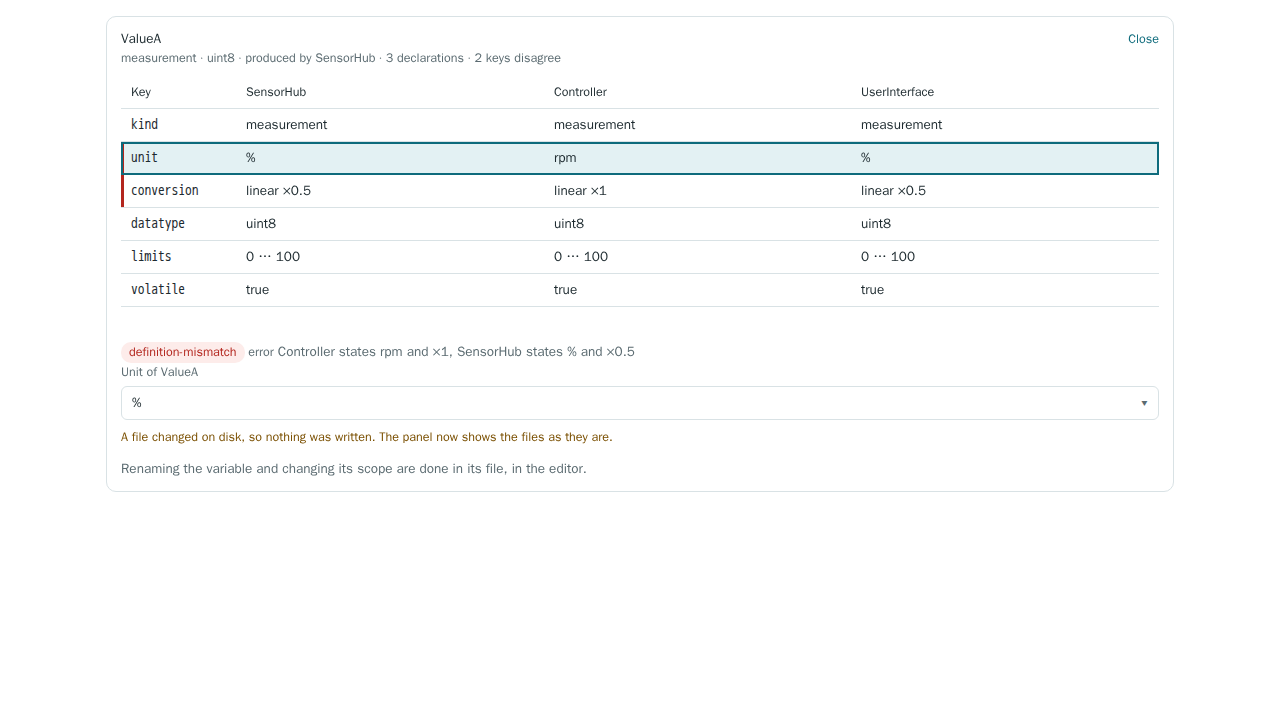 ValueA Close
measurement · uint8 · produced by SensorHub · 3 declarations · 2 keys disagree
Key SensorHub Controller UserInterface
kind measurement measurement measurement
unit % rpm %
conversion linear ×0.5 linear ×1 linear ×0.5
datatype uint8 uint8 uint8
limits 0 ⋯ 100 0 ⋯ 100 0 ⋯ 100
volatile true true true
definition-mismatch error Controller states rpm and ×1, SensorHub states % and ×0.5
Unit of ValueA
%
A file changed on disk, so nothing was written. The panel now shows the files as they are.
Renaming the variable and changing its scope are done in its file, in the editor.